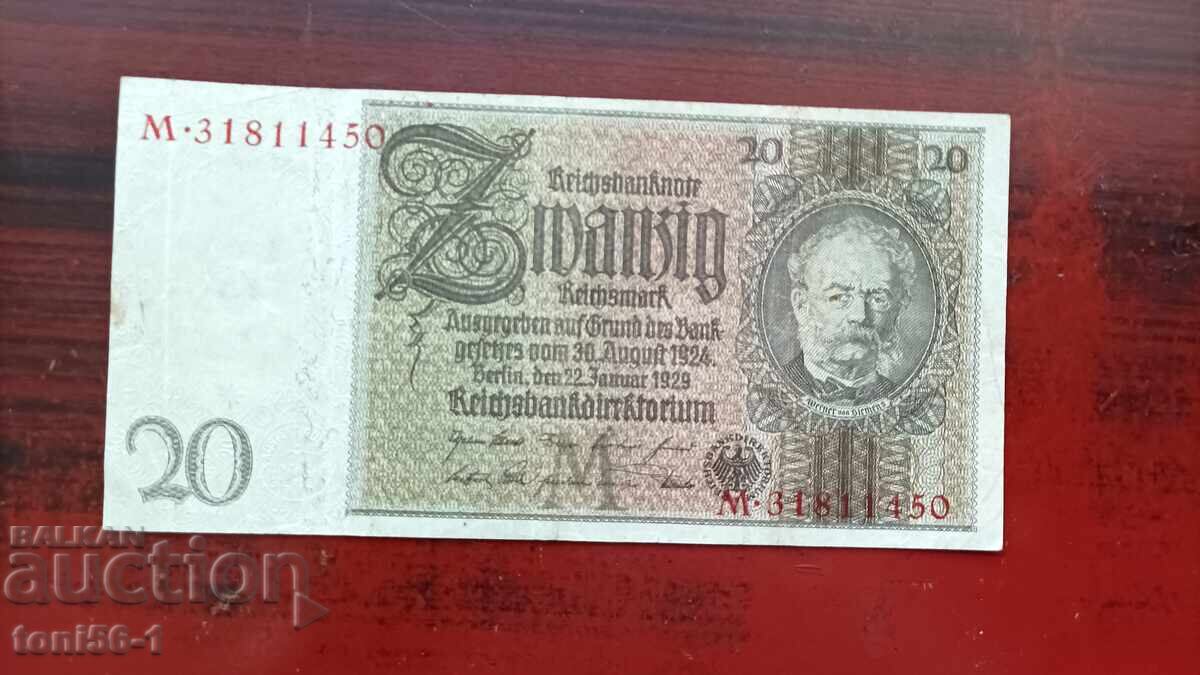 M·31811450
20
20
Reichsbanknote
Zwanzig
Reichsmark
Ausgegeben auf Grund des Bank
gesetzes vom 30. August 1924.
Berlin, den 22. Januar 1929
Reichsbankdirektorium
Werner von Siemens
20
M
M·31811450
BALKAN
auction
toni56-1